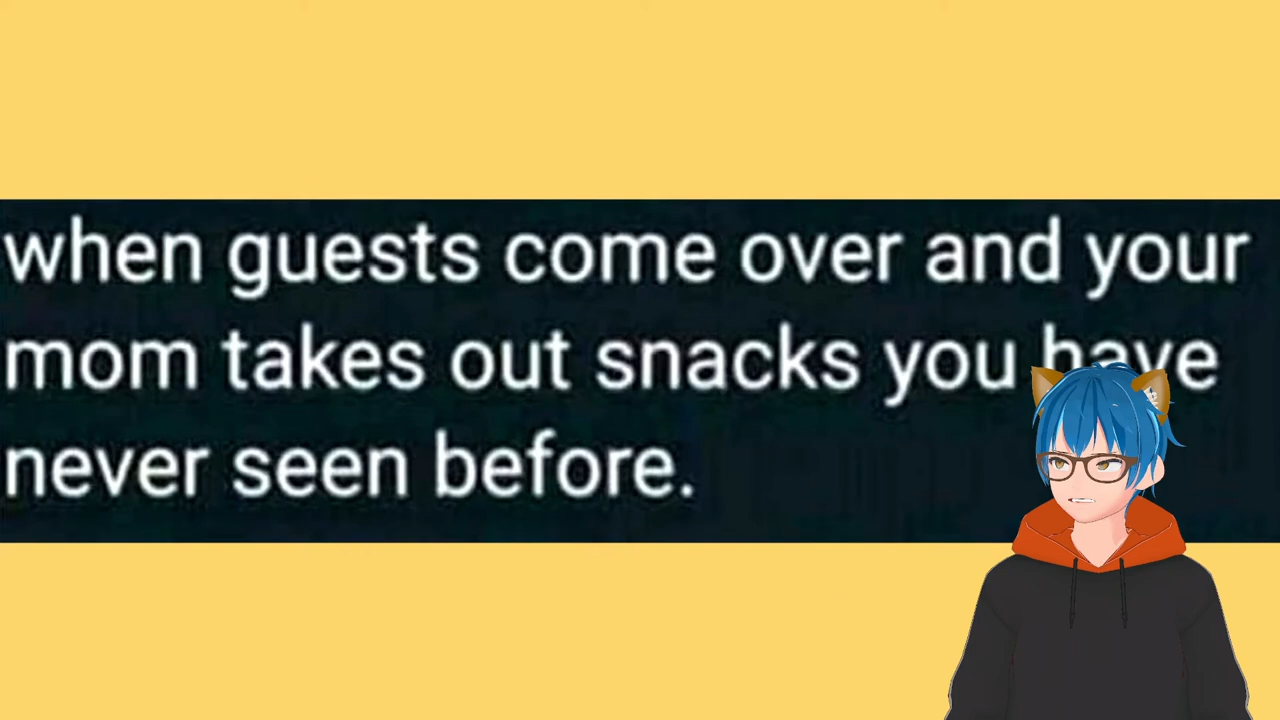 when guests come over and your
mom takes out snacks you have
never seen before.